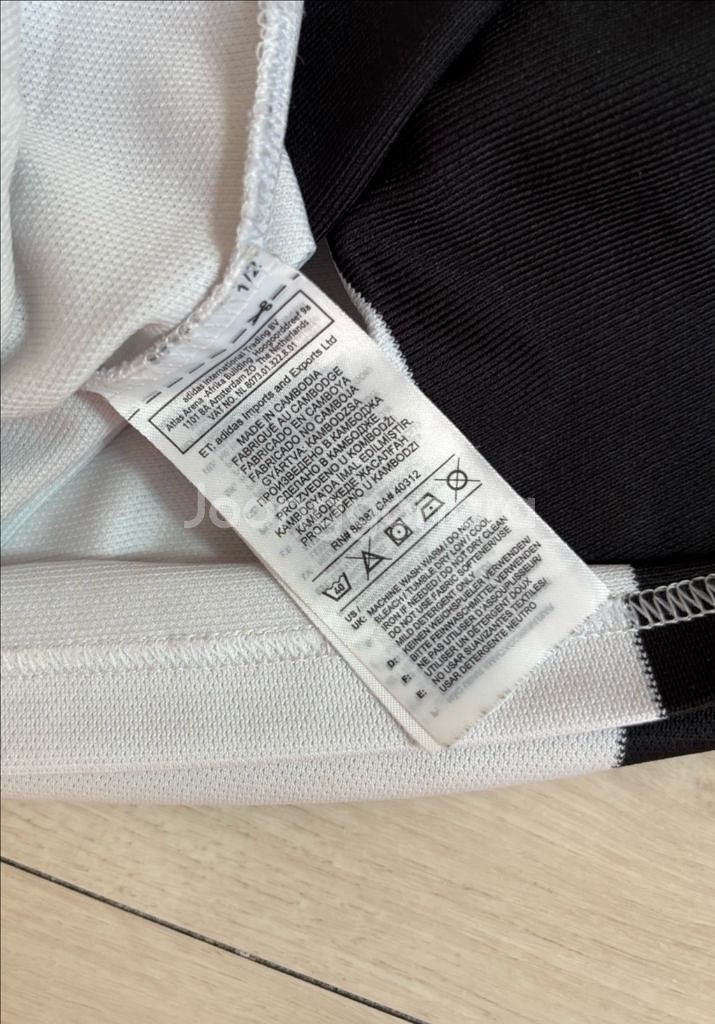 1/2
adidas International Trading BV
Atlas Arena -Afrika Building, Hoogoorddreef 9a
1101 BA Amsterdam ZO, The Netherlands
VAT NO. NL 8073.01.322.B.01
ET: adidas Imports and Exports Ltd
MADE IN CAMBODIA
FABRIQUÉ AU CAMBODGE
FABRICADO EN CAMBOYA
FABRICADO NO CAMBOJA
GYÁRTVA: KAMBODZSA
ПРОИЗВЕДЕНО В КАМБОДЖА
СДЕЛАНО В КАМБОДЖЕ
PROIZVEDENO U KOMBODŽI
KAMBOÇYA'DA İMAL EDİLMİŞTİR.
КАМБОДЖЕДЕ ЖАСАЛҒАН
PROIZVEDENO U KAMBODŽI
CA# 40312
40
US /
UK: MACHINE WASH WARM / DO NOT
BLEACH / TUMBLE DRY LOW / COOL
IRON IF NEEDED / DO NOT DRY CLEAN
DO NOT USE FABRIC SOFTENER / USE
MILD DETERGENT ONLY
D: KEINEN WEICHSPÜLER VERWENDEN/
BITTE FEINWASCHMITTEL VERWENDEN
F: NE PAS UTILISER D'ASSOUPLISSEUR/
UTILISER UN DÉTERGENT DOUX
E: NO USAR SUAVIZANTES TEXTILES/
USAR DETERGENTE NEUTRO